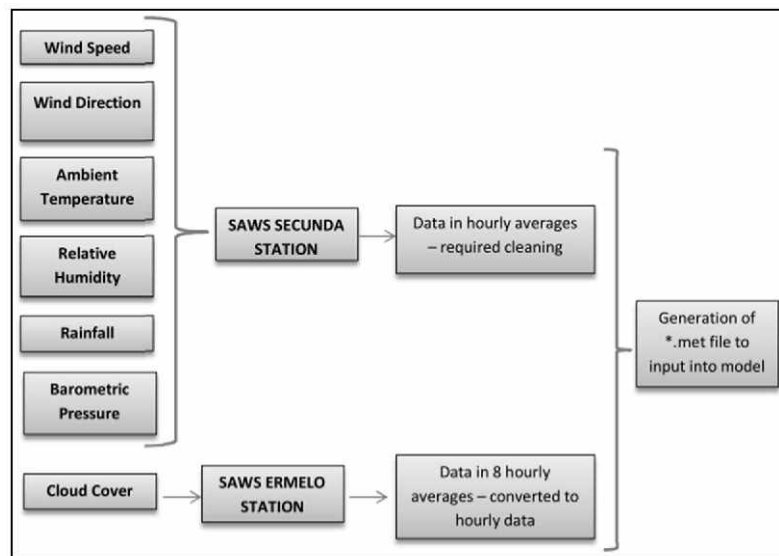 Wind Speed
Wind Direction
Ambient
Temperature
Relative
Humidity
Rainfall
Barometric
Pressure
SAWS SECUNDA
STATION
Data in hourly averages
– required cleaning
Cloud Cover
SAWS ERMELO
STATION
Data in 8 hourly
averages – converted to
hourly data
Generation of
*.met file to
input into model